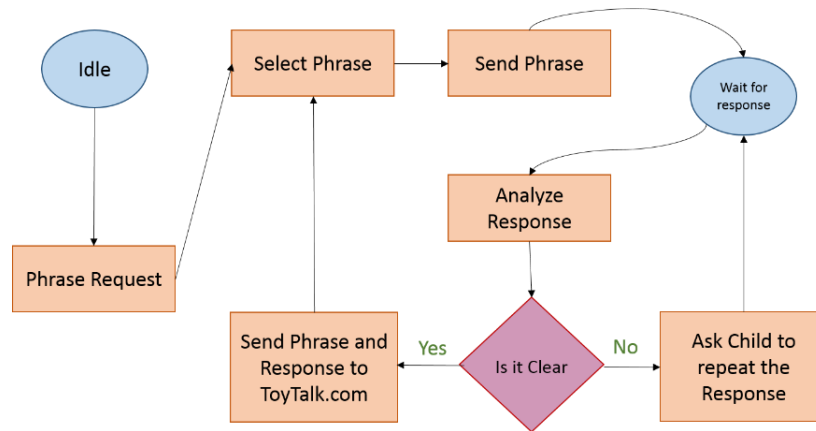 Idle
Select Phrase
Send Phrase
Wait for
response
Analyze
Response
Phrase Request
Send Phrase and
Response to
ToyTalk.com
Yes
Is it Clear
No
Ask Child to
repeat the
Response